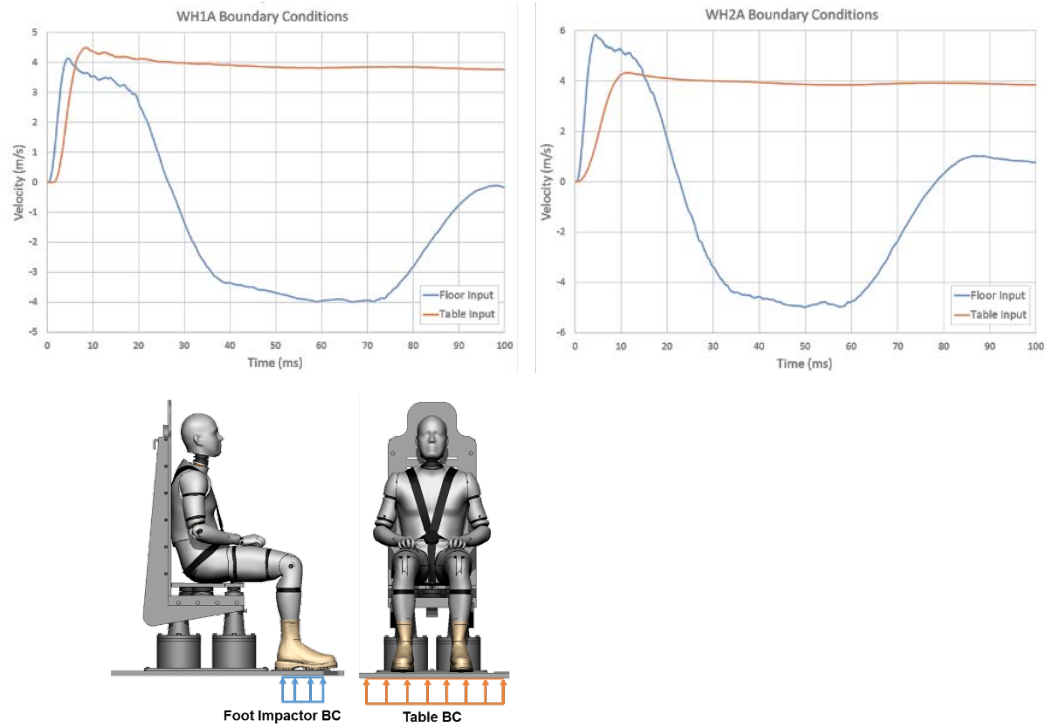 WH1A Boundary Conditions
5
4
3
2
1
0
-1
-2
-3
-4
-5
Velocity (m/s)
0 10 20 30 40 50 60 70 80 90 100
Time (ms)
Floor Input
Table Input
WH2A Boundary Conditions
6
4
2
0
-2
-4
-6
Velocity (m/s)
0 10 20 30 40 50 60 70 80 90 100
Time (ms)
Floor Input
Table Input
Foot Impactor BC
Table BC